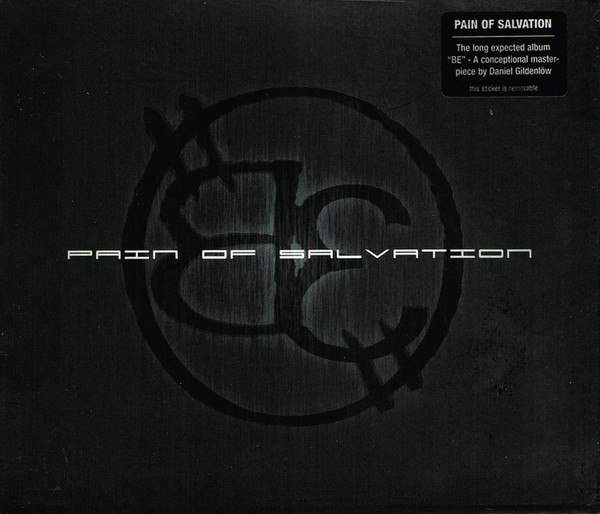 PAIN OF SALVATION
The long expected album
"BE" - A conceptional master-
piece by Daniel Gildenlöw
this sticker is removable
BE
PAIN OF SALVATION